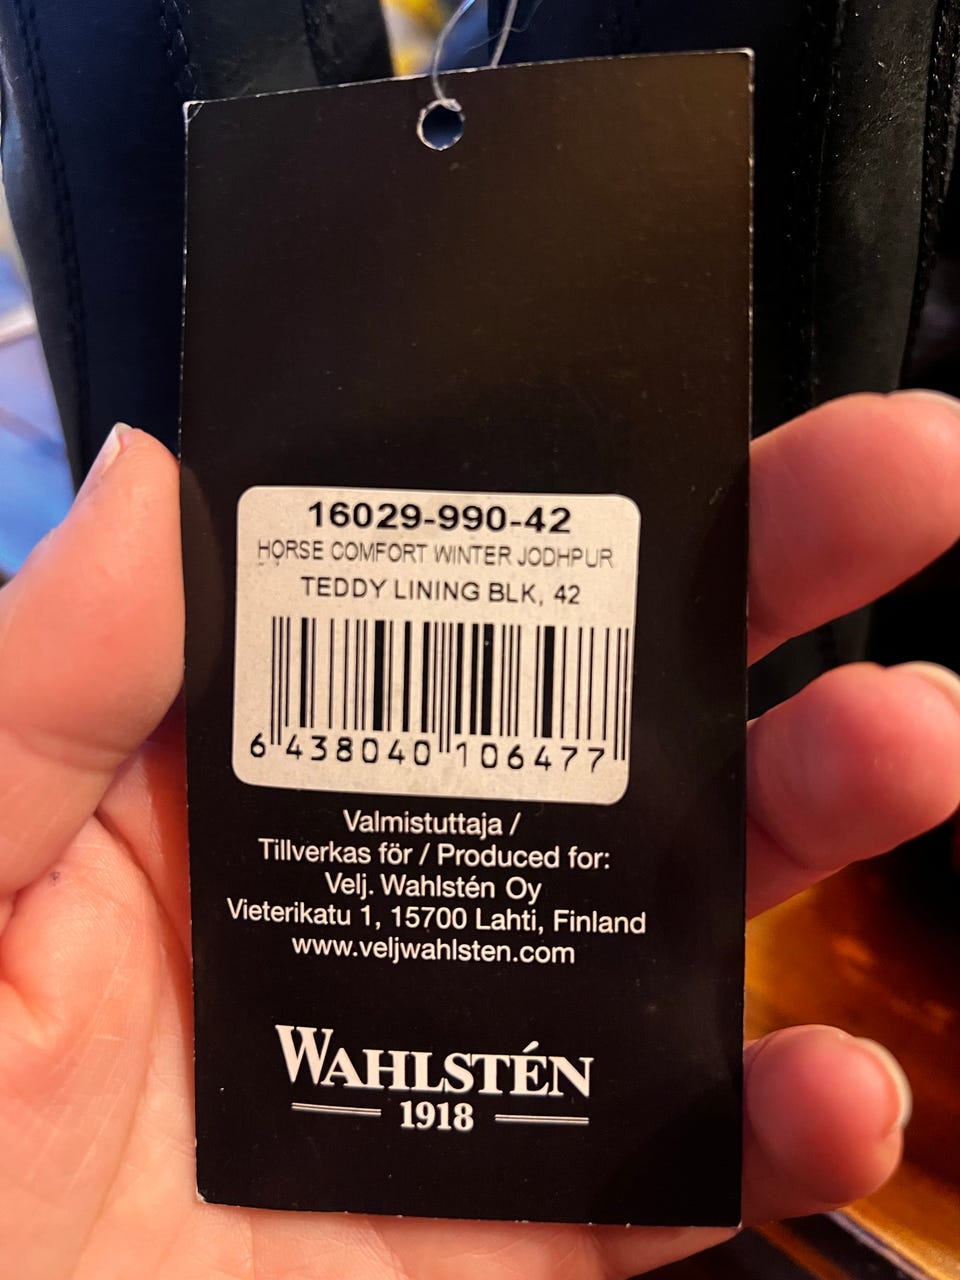 16029-990-42
HORSE COMFORT WINTER JODHPUR
TEDDY LINING BLK, 42
6 438040 106477
Valmistuttaja /
Tillverkas för / Produced for:
Velj. Wahlstén Oy
Vieterikatu 1, 15700 Lahti, Finland
www.veljwahlsten.com
WAHLSTÉN
1918